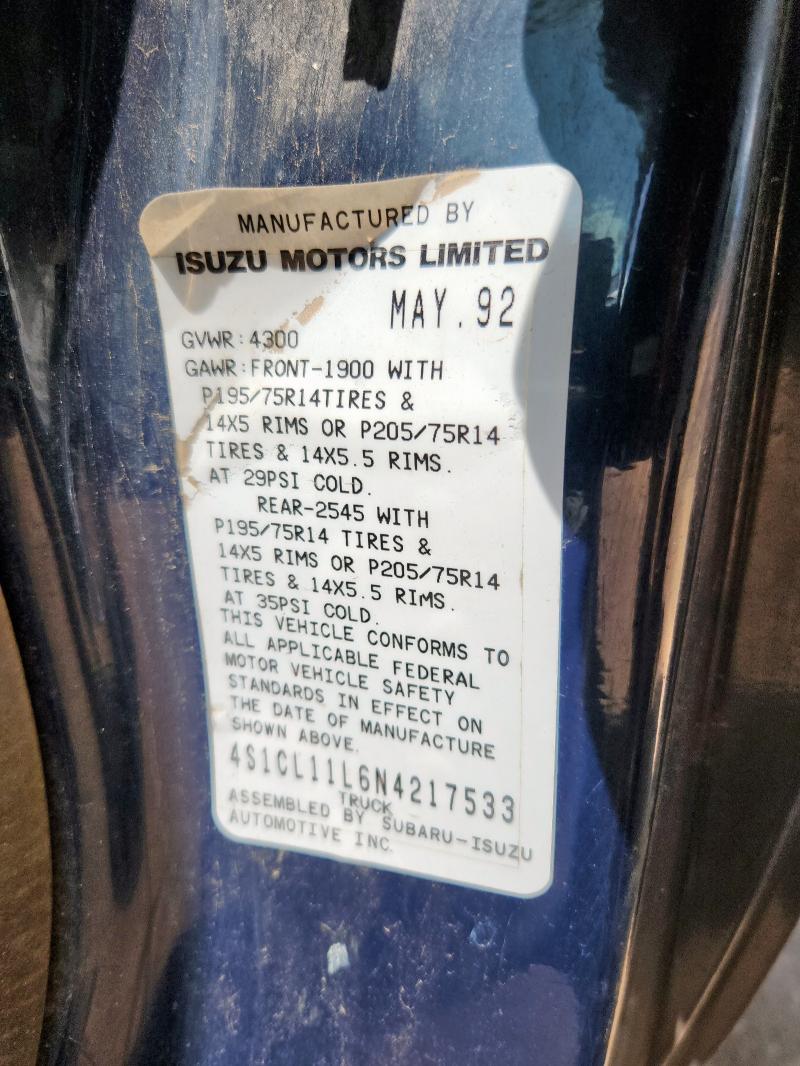 MANUFACTURED BY
ISUZU MOTORS LIMITED
MAY.92
GVWR:4300
GAWR:FRONT-1900 WITH
P195/75R14TIRES &
14X5 RIMS OR P205/75R14
TIRES & 14X5.5 RIMS.
AT 29PSI COLD.
REAR-2545 WITH
P195/75R14 TIRES &
14X5 RIMS OR P205/75R14
TIRES & 14X5.5 RIMS.
AT 35PSI COLD.
THIS VEHICLE CONFORMS TO
ALL APPLICABLE FEDERAL
MOTOR VEHICLE SAFETY
STANDARDS IN EFFECT ON
THE DATE OF MANUFACTURE
SHOWN ABOVE.
4S1CL11L6N4217533
TRUCK
ASSEMBLED BY SUBARU-ISUZU
AUTOMOTIVE INC.